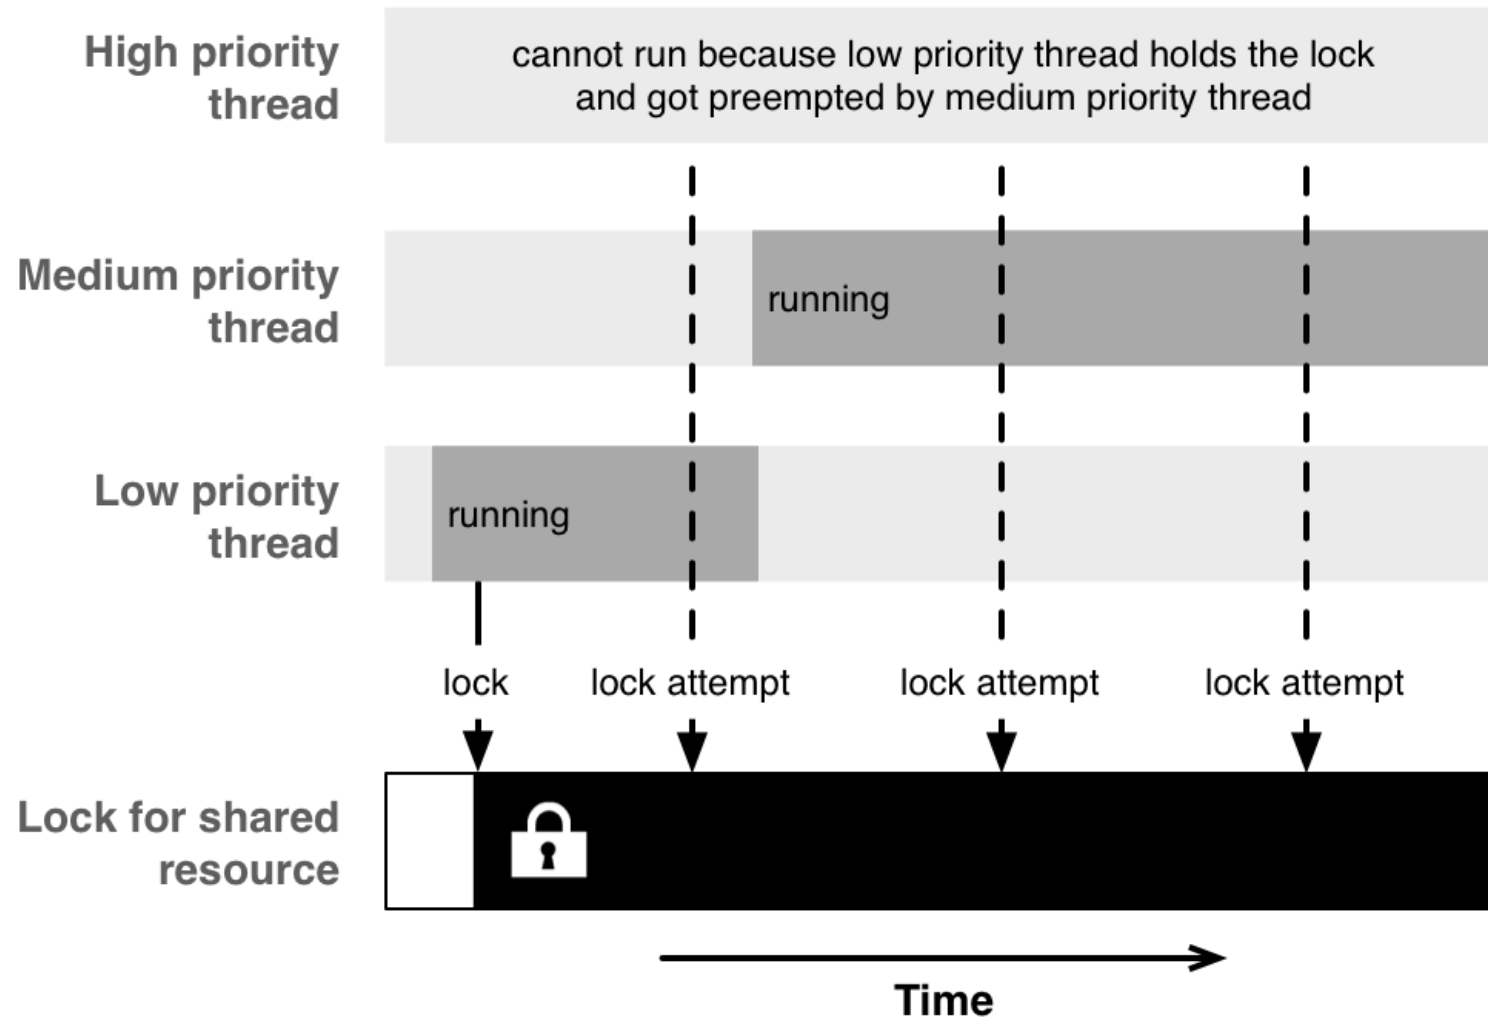 High priority
thread
cannot run because low priority thread holds the lock
and got preempted by medium priority thread
Medium priority
thread
running
Low priority
thread
running
lock
lock attempt
lock attempt
lock attempt
Lock for shared
resource
Time